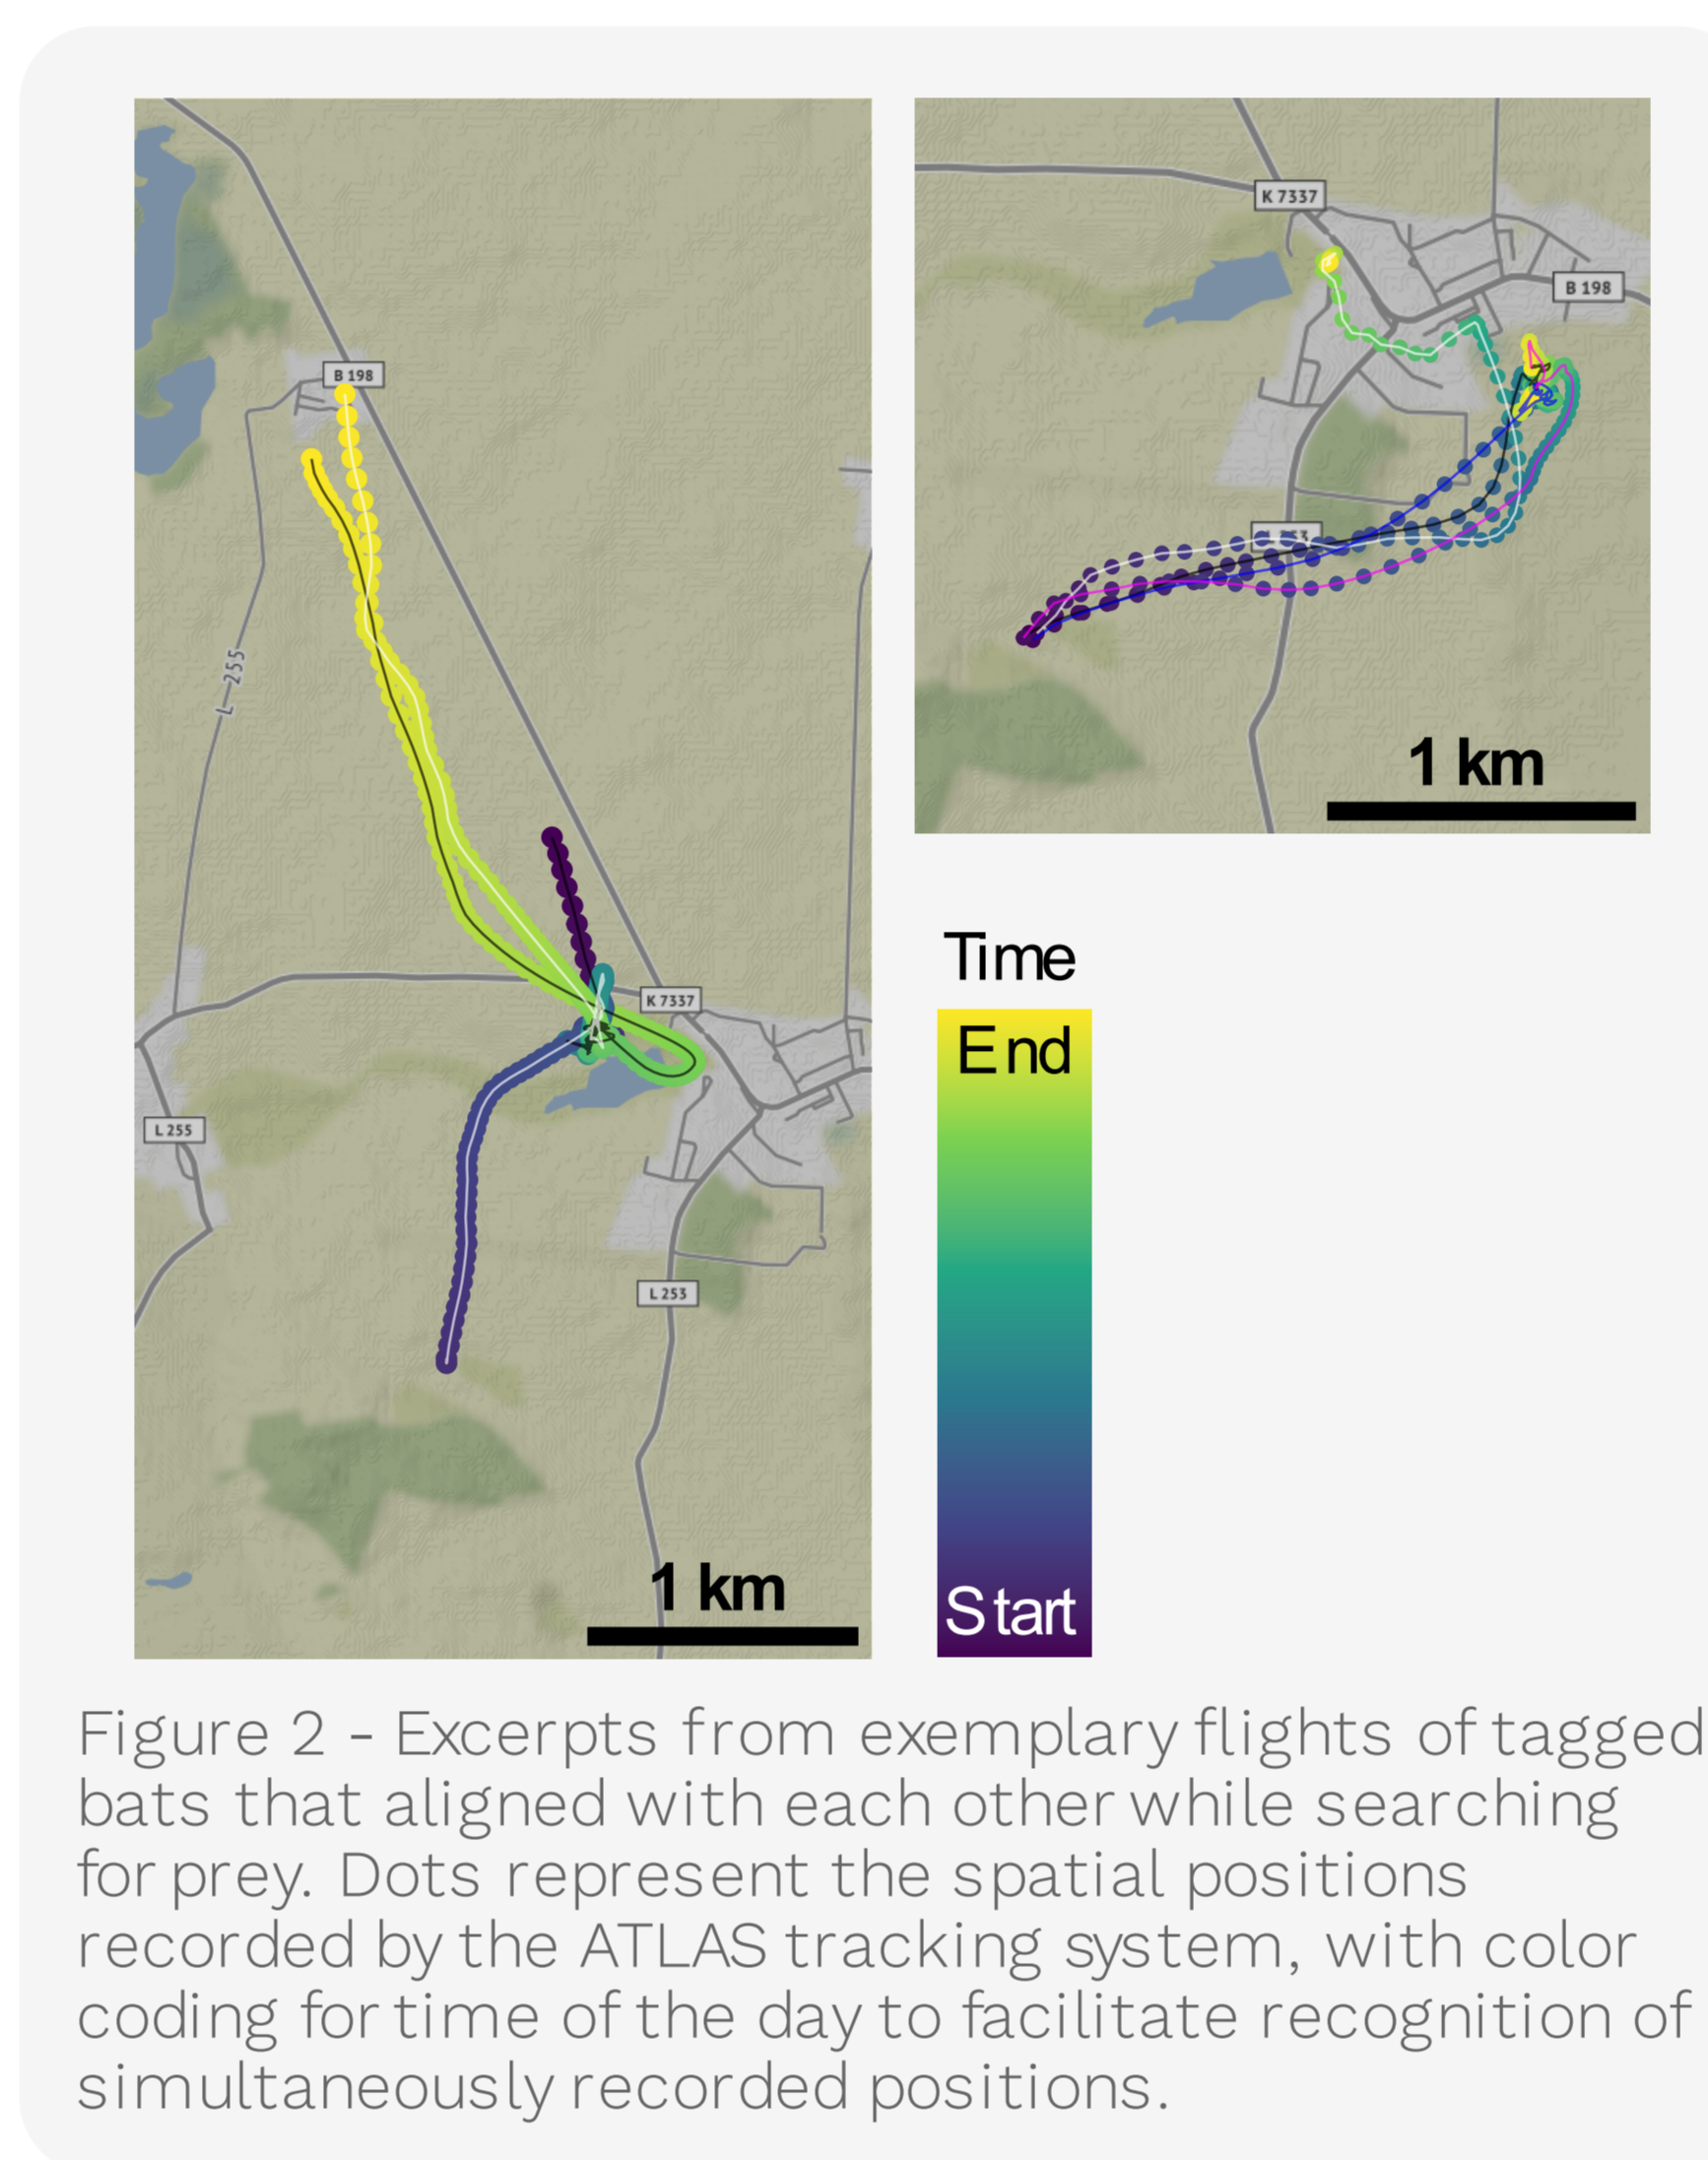 B 198
L 255
K 7337
L 255
L 253
1 km
K 7337
B 198
1 km
Time
End
Start
Figure 2 - Excerpts from exemplary flights of tagged
bats that aligned with each other while searching
for prey. Dots represent the spatial positions
recorded by the ATLAS tracking system, with color
coding for time of the day to facilitate recognition of
simultaneously recorded positions.